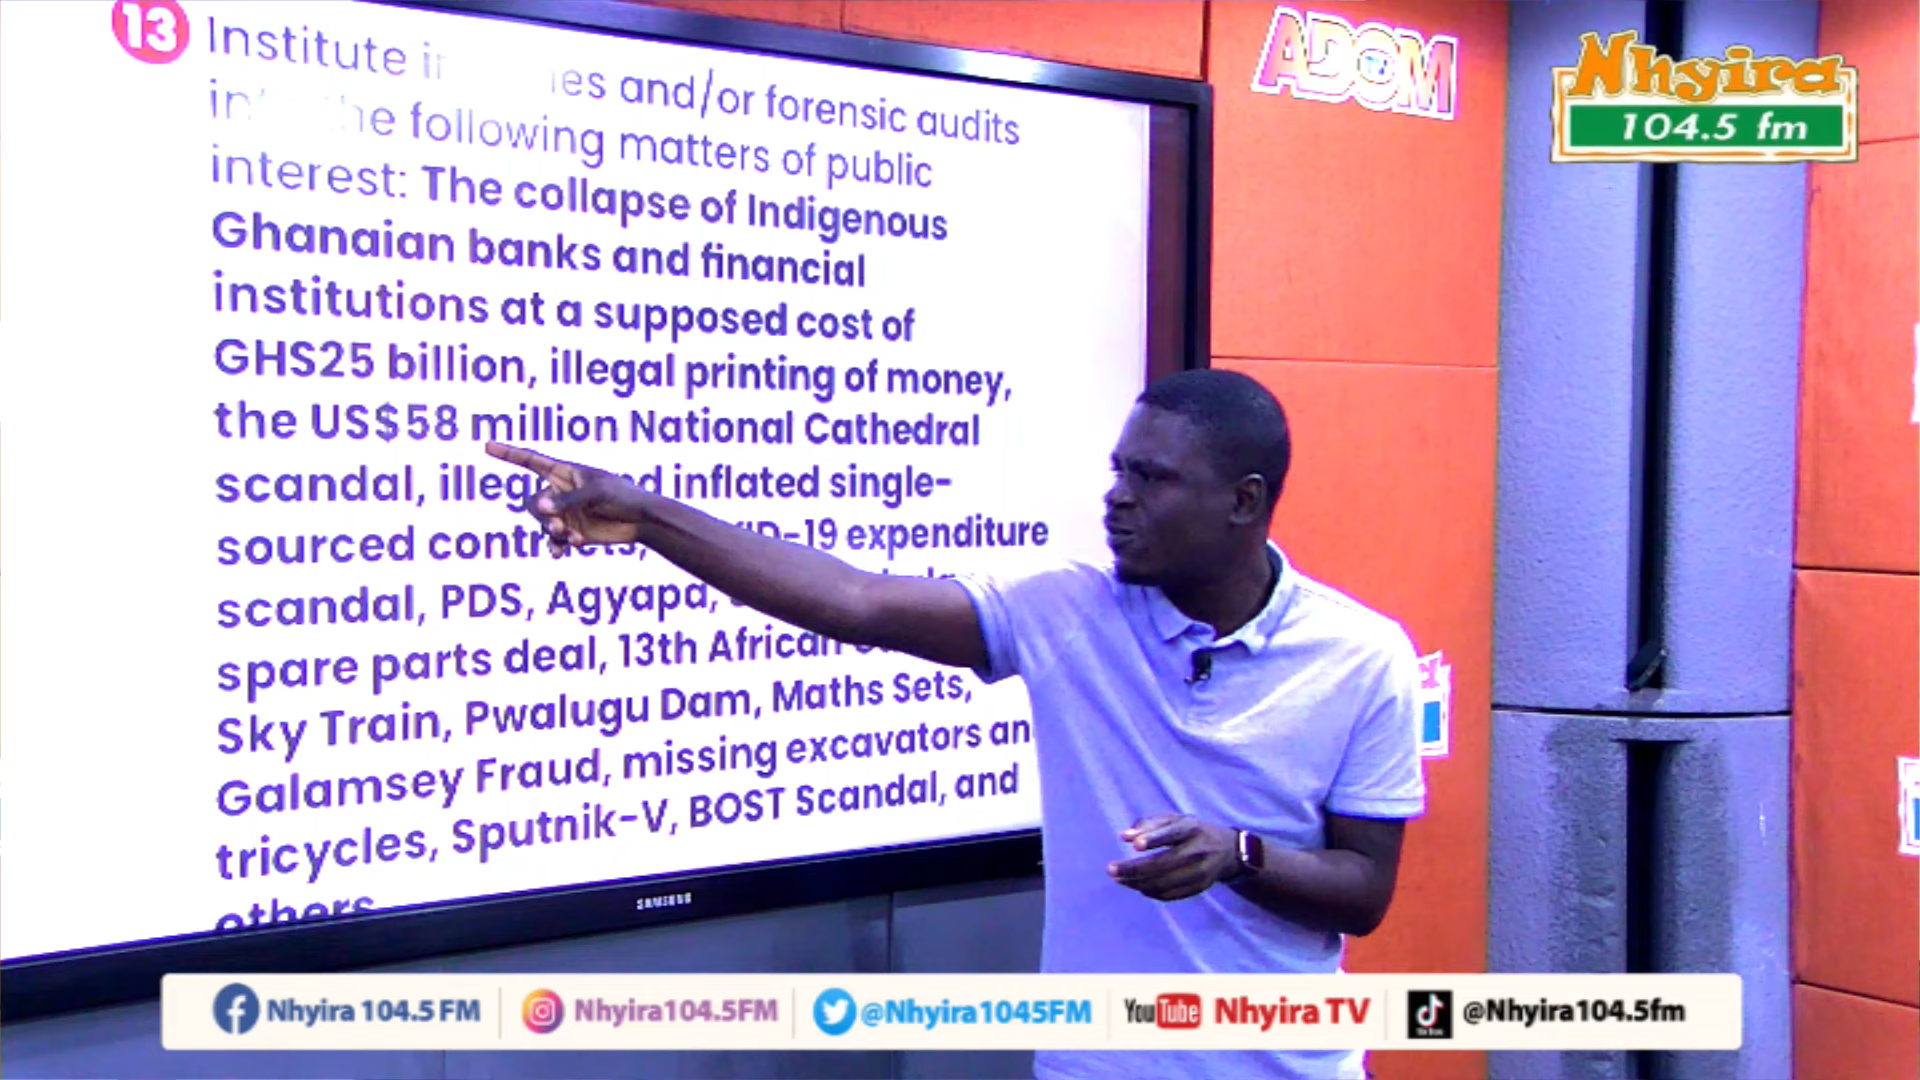 13 Institute and/or forensic audits
the following matters of public
interest: The collapse of Indigenous
Ghanaian banks and financial
institutions at a supposed cost of
GHS25 billion, illegal printing of money,
the US$58 million National Cathedral
scandal, inflated single-
sourced expenditure
scandal, PDS, Agyapa,
spare parts deal, 13th African
Sky Train, Pwalugu Dam, Maths Sets,
Galamsey Fraud, missing excavators an
tricycles, Sputnik-V, BOST Scandal, and
others
SAMSUNG
ADOM
Nhyira
104.5 fm
Nhyira 104.5 FM
Nhyira104.5FM
@Nhyira1045FM
YouTube Nhyira TV
@Nhyira104.5fm